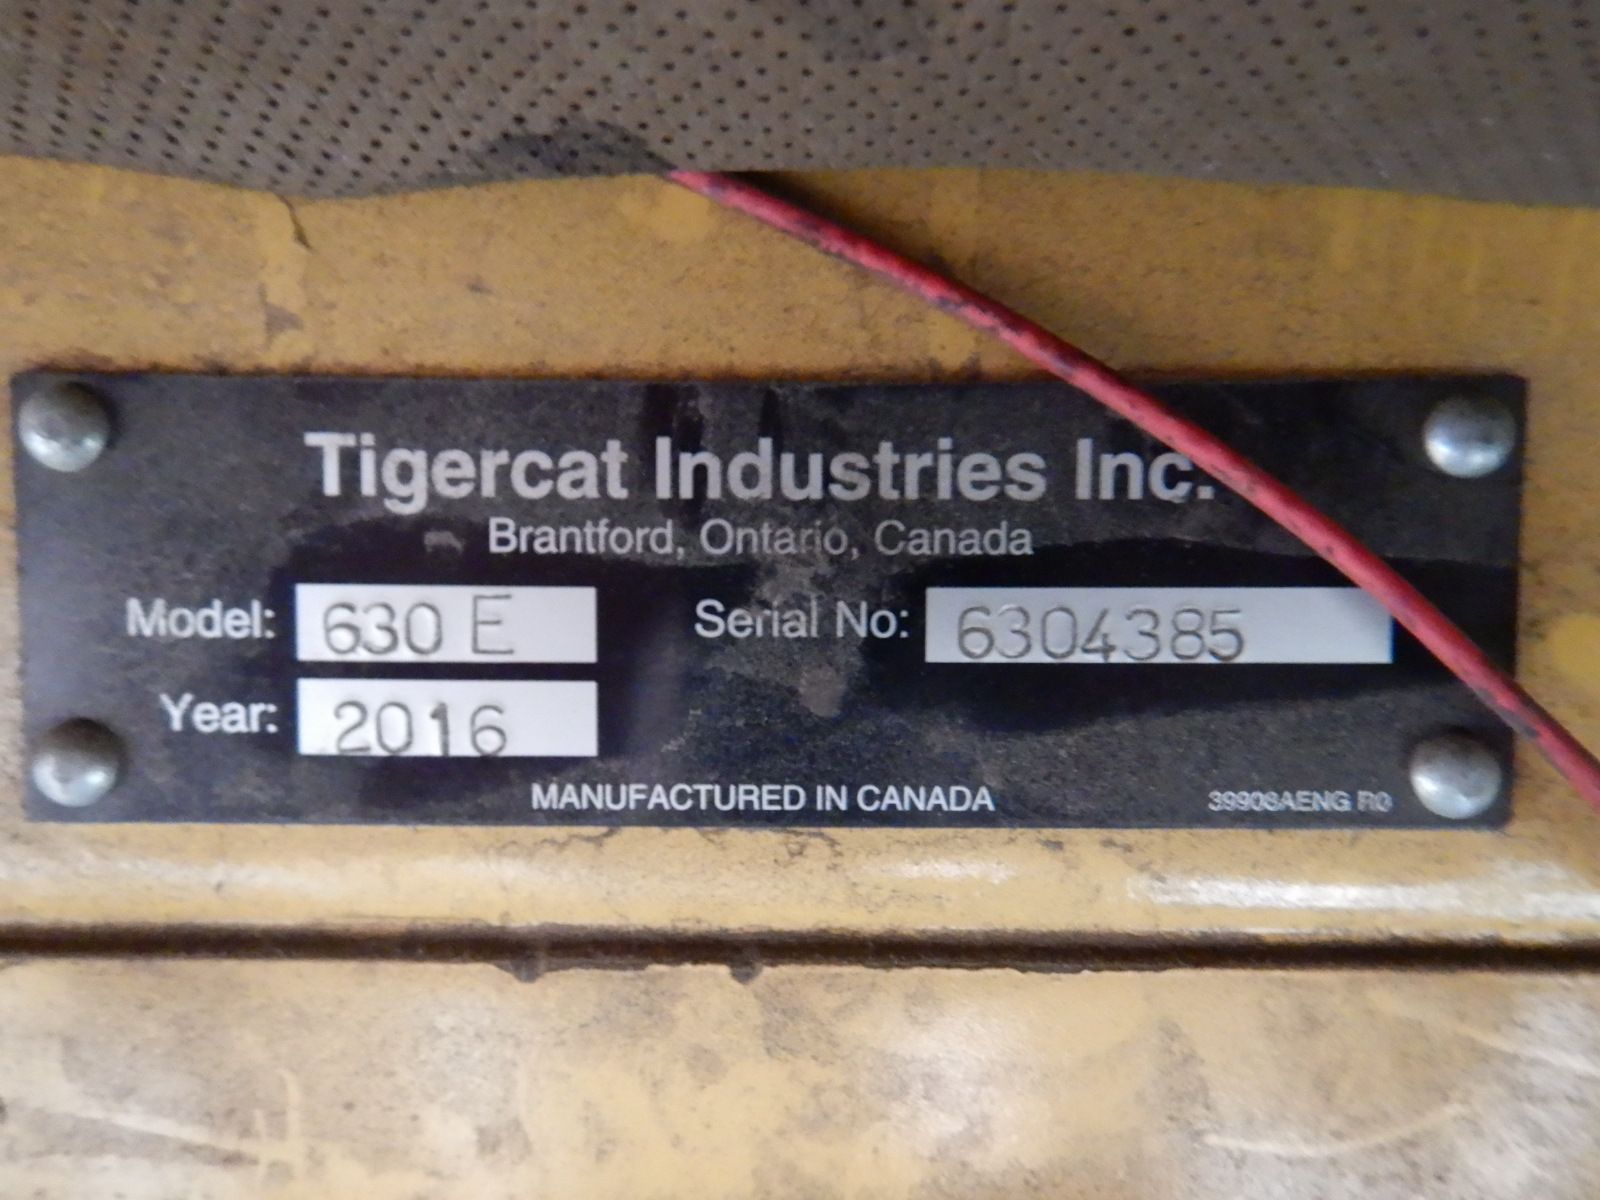 Tigercat Industries Inc.
Brantford, Ontario, Canada
Model: 630 E Serial No: 6304385
Year: 2016
MANUFACTURED IN CANADA 39908AENG R0